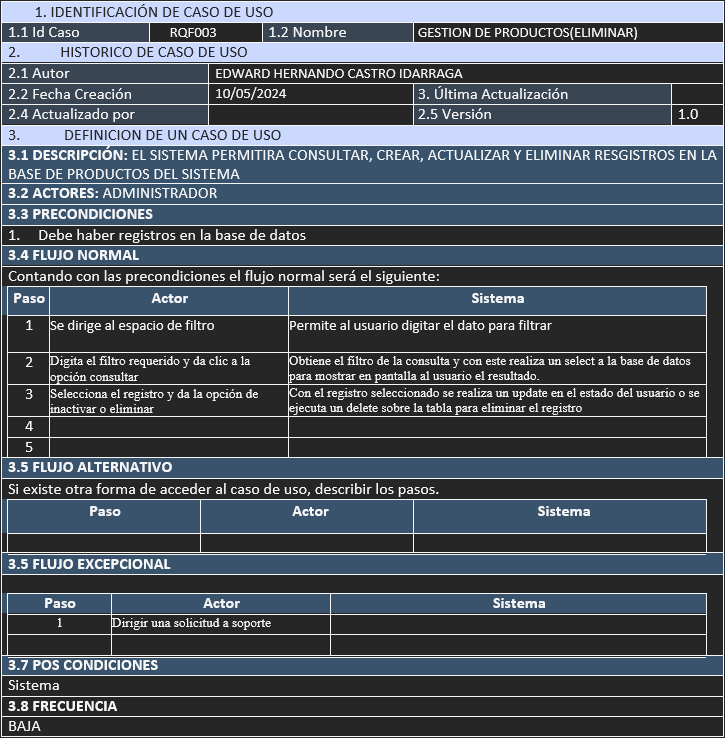 1. IDENTIFICACIÓN DE CASO DE USO
1.1 Id Caso RQF003 1.2 Nombre GESTION DE PRODUCTOS(ELIMINAR)
2. HISTORICO DE CASO DE USO
2.1 Autor EDWARD HERNANDO CASTRO IDARRAGA
2.2 Fecha Creación 10/05/2024 3. Última Actualización
2.4 Actualizado por 2.5 Versión 1.0
3. DEFINICION DE UN CASO DE USO
3.1 DESCRIPCIÓN: EL SISTEMA PERMITIRA CONSULTAR, CREAR, ACTUALIZAR Y ELIMINAR RESGISTROS EN LA
BASE DE PRODUCTOS DEL SISTEMA
3.2 ACTORES: ADMINISTRADOR
3.3 PRECONDICIONES
1. Debe haber registros en la base de datos
3.4 FLUJO NORMAL
Contando con las precondiciones el flujo normal será el siguiente:
Paso Actor Sistema
1 Se dirige al espacio de filtro Permite al usuario digitar el dato para filtrar
2 Digita el filtro requerido y da clic a la Obtiene el filtro de la consulta y con este realiza un select a la base de datos
opción consultar para mostrar en pantalla al usuario el resultado.
3 Selecciona el registro y da la opción de Con el registro seleccionado se realiza un update en el estado del usuario o se
inactivar o eliminar ejecuta un delete sobre la tabla para eliminar el registro
4
5
3.5 FLUJO ALTERNATIVO
Si existe otra forma de acceder al caso de uso, describir los pasos.
Paso Actor Sistema
3.5 FLUJO EXCEPCIONAL
Paso Actor Sistema
1 Dirigir una solicitud a soporte
3.7 POS CONDICIONES
Sistema
3.8 FRECUENCIA
BAJA